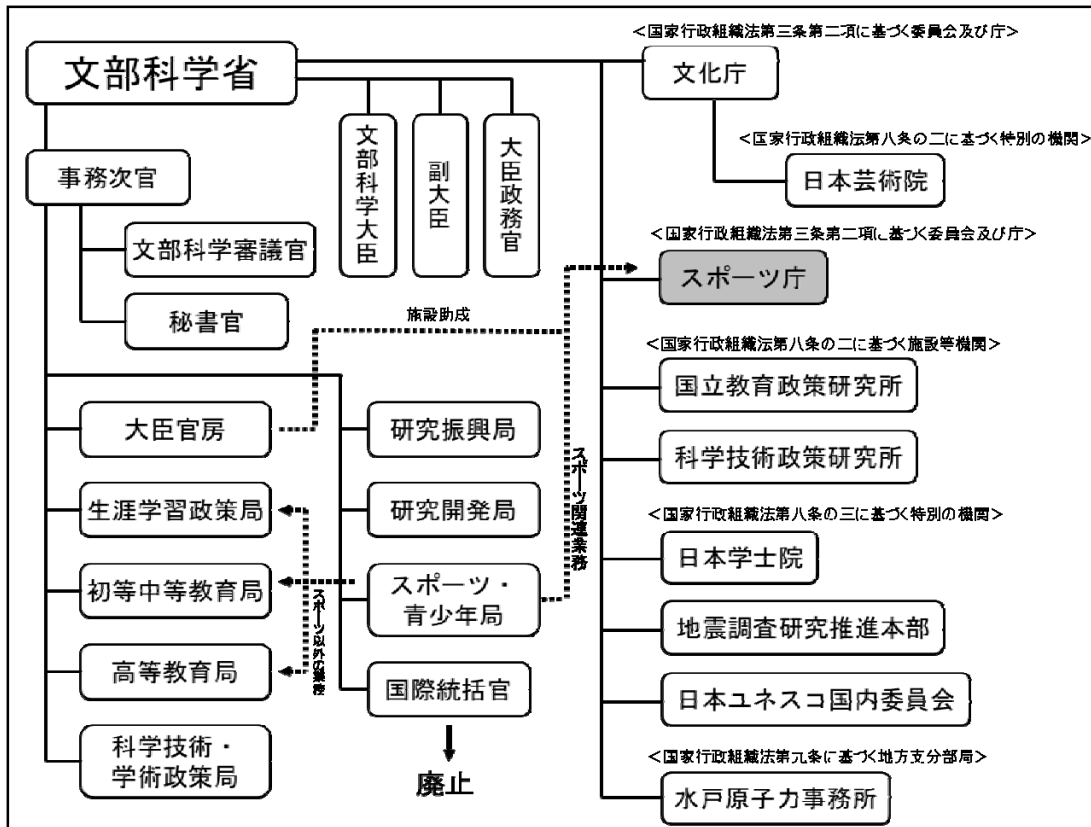 文部科学省
事務次官
文部科学審議官
秘書官
文部科学大臣
副大臣
大臣政務官
施設助成
大臣官房
生涯学習政策局
初等中等教育局
高等教育局
科学技術・
学術政策局
研究振興局
研究開発局
スポーツ・
青少年局
国際統括官
廃止
スポーツ以外の業務
スポーツ関連業務
<国家行政組織法第三条第二項に基づく委員会及び庁>
文化庁
<国家行政組織法第八条の二に基づく特別の機関>
日本芸術院
<国家行政組織法第三条第二項に基づく委員会及び庁>
スポーツ庁
<国家行政組織法第八条の二に基づく施設等機関>
国立教育政策研究所
科学技術政策研究所
<国家行政組織法第八条の三に基づく特別の機関>
日本学士院
地震調査研究推進本部
日本ユネスコ国内委員会
<国家行政組織法第九条に基づく地方支分部局>
水戸原子力事務所